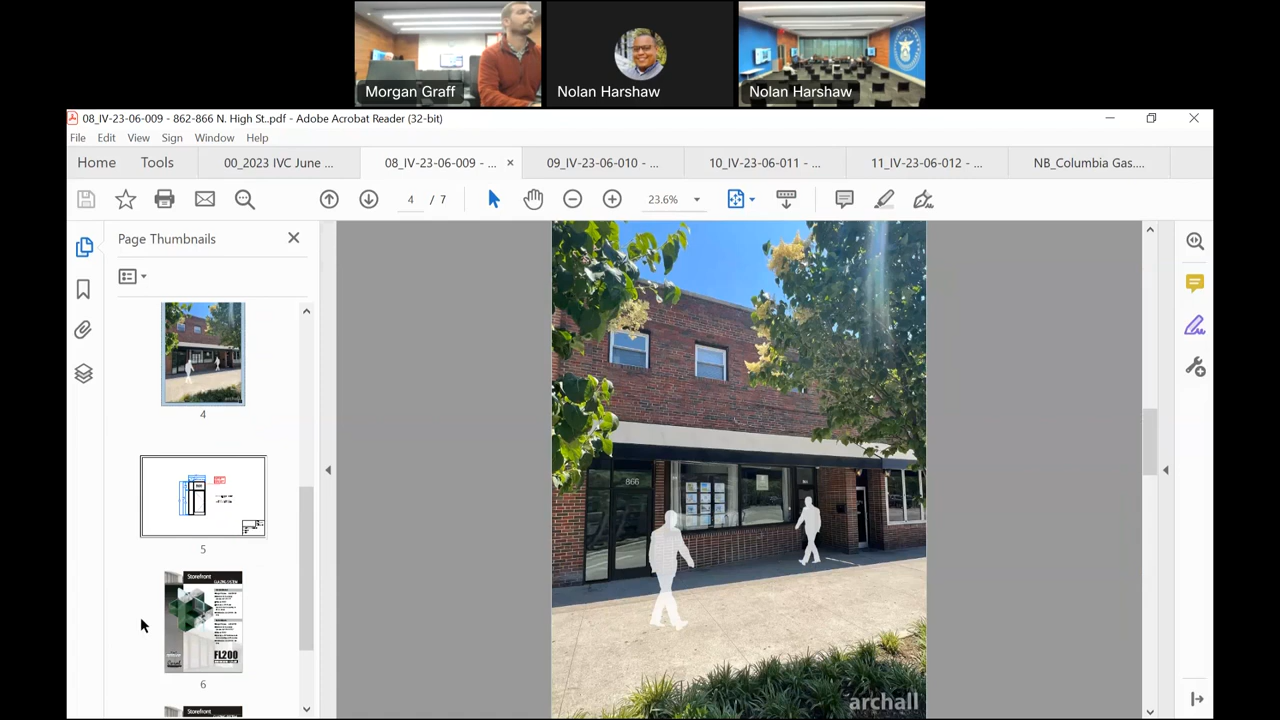 Morgan Graff
Nolan Harshaw
Nolan Harshaw
08_IV-23-06-009 - 862-866 N. High St..pdf - Adobe Acrobat Reader (32-bit)
File Edit View Sign Window Help
Home Tools 00_2023 IVC June ... 08_IV-23-06-009 - ... 09_IV-23-06-010 - ... 10_IV-23-06-011 - ... 11_IV-23-06-012 - ... NB_Columbia Gas....
4 / 7 23.6%
Page Thumbnails
4
5
Storefront
FL200
6
Storefront
866
archall